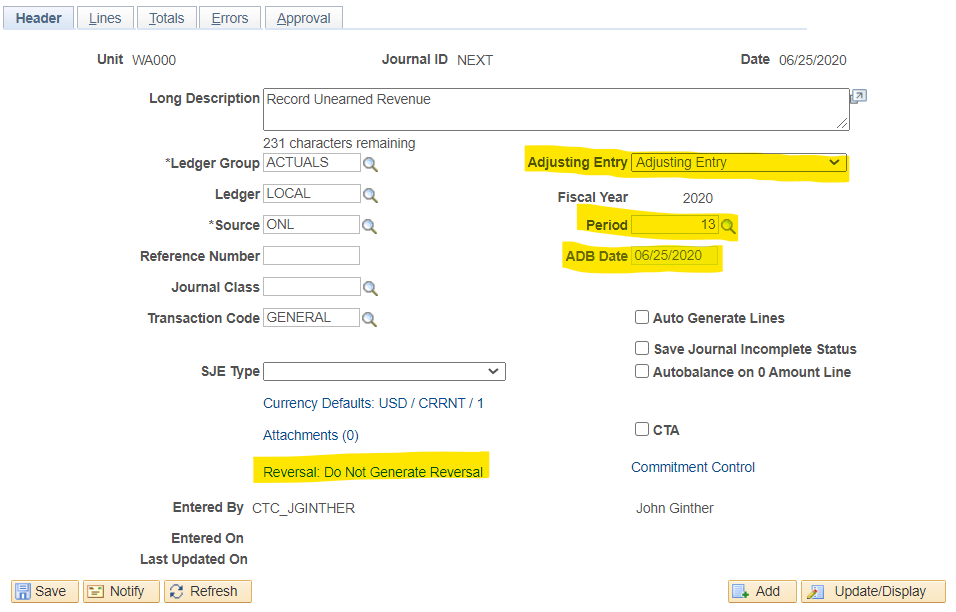 Header Lines Totals Errors Approval
Unit WA000 Journal ID NEXT Date 06/25/2020
Long Description Record Unearned Revenue
231 characters remaining
*Ledger Group ACTUALS Adjusting Entry Adjusting Entry
Ledger LOCAL Fiscal Year 2020
*Source ONL Period 13
Reference Number ADB Date 06/25/2020
Journal Class
Transaction Code GENERAL Auto Generate Lines
Save Journal Incomplete Status
SJE Type Autobalance on 0 Amount Line
Currency Defaults: USD / CRRNT / 1
Attachments (0) CTA
Reversal: Do Not Generate Reversal Commitment Control
Entered By CTC_JGINTHER John Ginther
Entered On
Last Updated On
Save Notify Refresh Add Update/Display